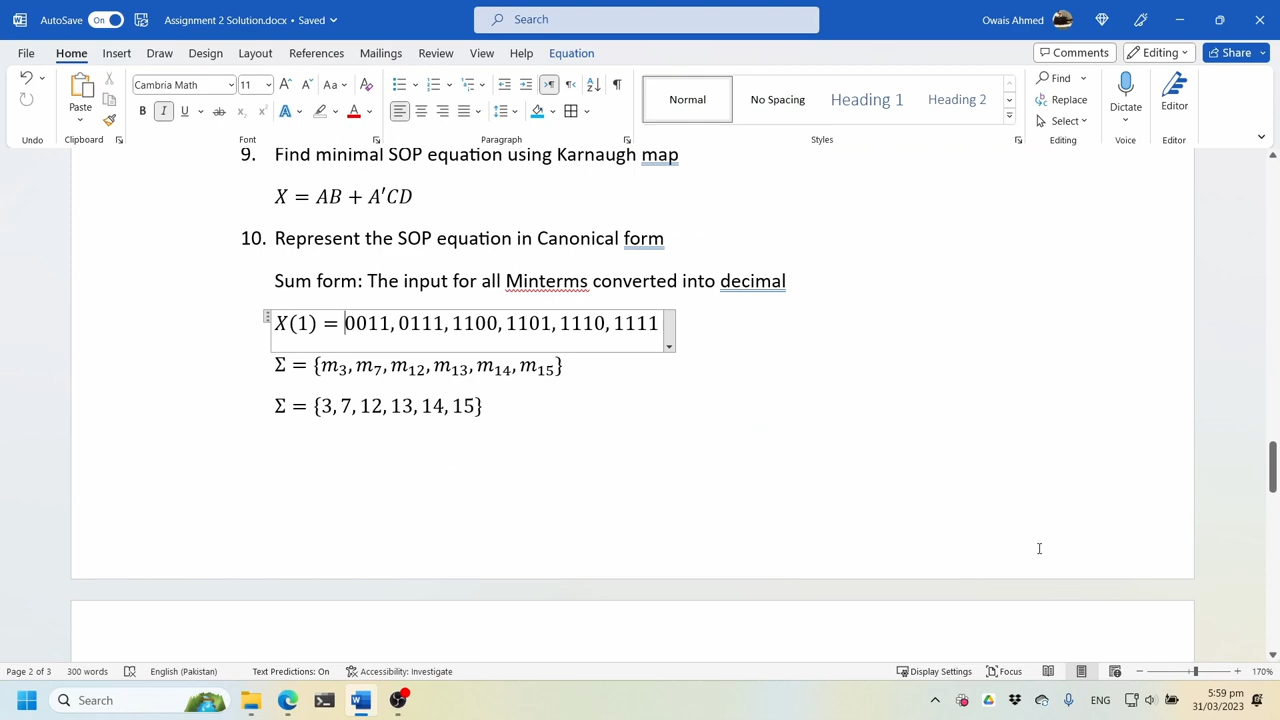 AutoSave On Assignment 2 Solution.docx • Saved Search Owais Ahmed
File Home Insert Draw Design Layout References Mailings Review View Help Equation Comments Editing Share
Cambria Math 11 Aa Normal No Spacing Heading 1 Heading 2 Find
Paste Replace Dictate Editor
B I U Select
Undo Clipboard Font Paragraph Styles Editing Voice Editor
9. Find minimal SOP equation using Karnaugh map
X = AB + A′CD
10. Represent the SOP equation in Canonical form
Sum form: The input for all Minterms converted into decimal
X(1) = 0011, 0111, 1100, 1101, 1110, 1111
Σ = {m₃, m₇, m₁₂, m₁₃, m₁₄, m₁₅}
Σ = {3, 7, 12, 13, 14, 15}
Page 2 of 3 300 words English (Pakistan) Text Predictions: On Accessibility: Investigate Display Settings Focus 170%
Search ENG 5:59 pm
31/03/2023